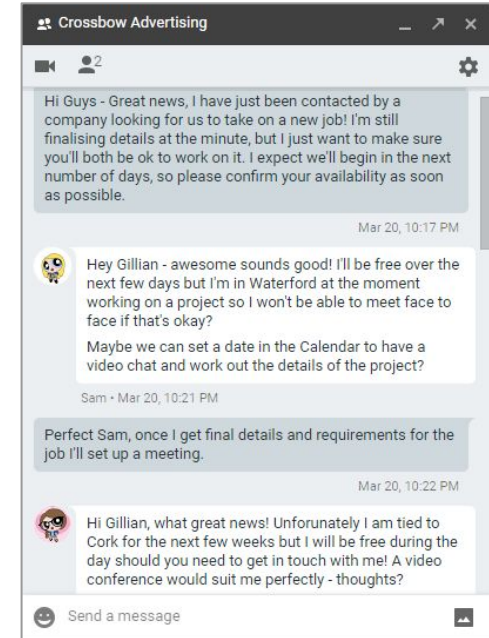 Crossbow Advertising
2
Hi Guys - Great news, I have just been contacted by a
company looking for us to take on a new job! I'm still
finalising details at the minute, but I just want to make sure
you'll both be ok to work on it. I expect we'll begin in the next
number of days, so please confirm your availability as soon
as possible.
Mar 20, 10:17 PM
Hey Gillian - awesome sounds good! I'll be free over the
next few days but I'm in Waterford at the moment
working on a project so I won't be able to meet face to
face if that's okay?
Maybe we can set a date in the Calendar to have a
video chat and work out the details of the project?
Sam • Mar 20, 10:21 PM
Perfect Sam, once I get final details and requirements for the
job I'll set up a meeting.
Mar 20, 10:22 PM
Hi Gillian, what great news! Unforunately I am tied to
Cork for the next few weeks but I will be free during the
day should you need to get in touch with me! A video
conference would suit me perfectly - thoughts?
Send a message